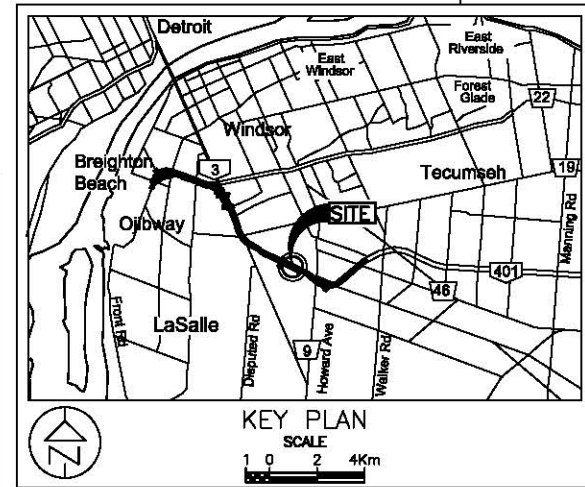 Detroit
East
Riverside
East
Windsor
Forest
Glade
22
Windsor
Breighton
Beach
3
Tecumseh
19
Manning Rd
Ojibway
SITE
401
46
Front Rd
LaSalle
Disputed Rd
9
Howard Ave
Walker Rd
N
KEY PLAN
SCALE
1 0 2 4Km